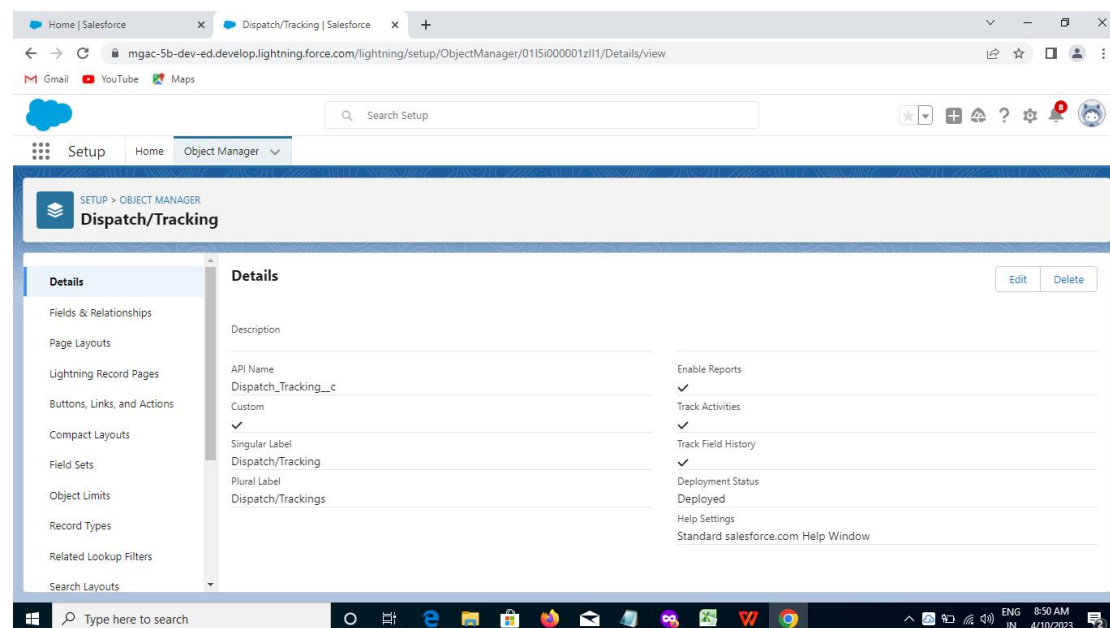 Home | Salesforce
Dispatch/Tracking | Salesforce
mgac-5b-dev-ed.develop.lightning.force.com/lightning/setup/ObjectManager/01I5i000001zlI1/Details/view
Gmail YouTube Maps
Search Setup
8
Setup Home Object Manager
SETUP > OBJECT MANAGER
Dispatch/Tracking
Details
Fields & Relationships
Page Layouts
Lightning Record Pages
Buttons, Links, and Actions
Compact Layouts
Field Sets
Object Limits
Record Types
Related Lookup Filters
Search Layouts
Details
Edit Delete
Description
API Name
Dispatch_Tracking__c
Custom
Singular Label
Dispatch/Tracking
Plural Label
Dispatch/Trackings
Enable Reports
Track Activities
Track Field History
Deployment Status
Deployed
Help Settings
Standard salesforce.com Help Window
Type here to search
ENG 8:50 AM
IN 4/10/2023
2